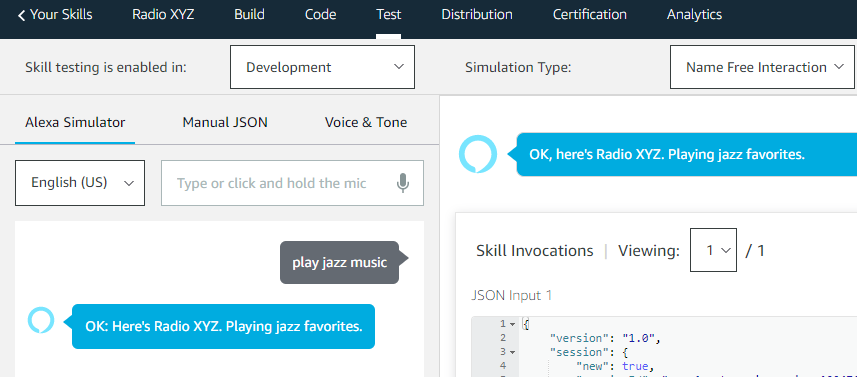 Your Skills Radio XYZ Build Code Test Distribution Certification Analytics
Skill testing is enabled in: Development Simulation Type: Name Free Interaction
Alexa Simulator Manual JSON Voice & Tone
OK, here's Radio XYZ. Playing jazz favorites.
English (US) Type or click and hold the mic
play jazz music
OK: Here's Radio XYZ. Playing jazz favorites.
Skill Invocations | Viewing: 1 / 1
JSON Input 1
1 {
2 "version": "1.0",
3 "session": {
4 "new": true,